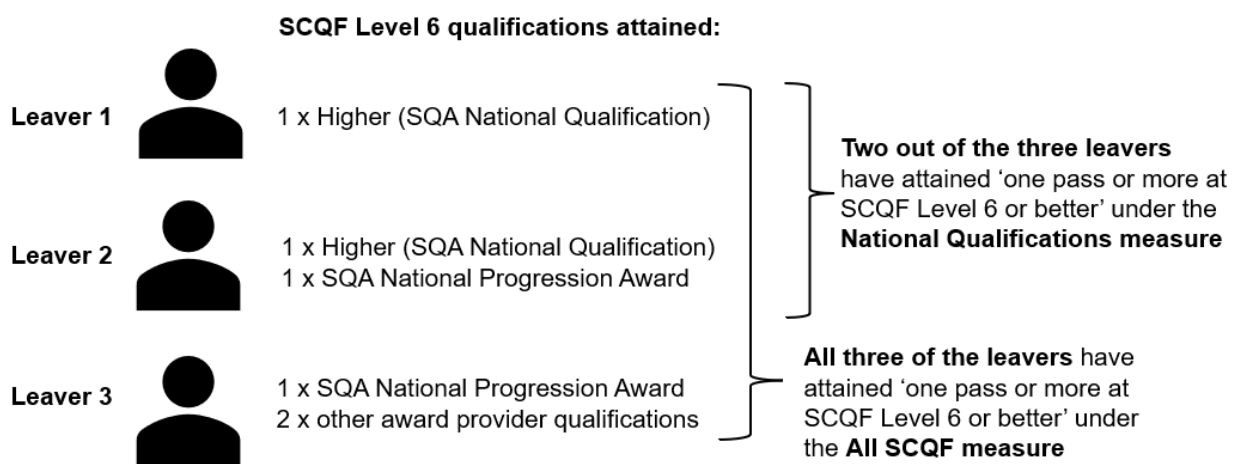 SCQF Level 6 qualifications attained:
Leaver 1
1 x Higher (SQA National Qualification)
Leaver 2
1 x Higher (SQA National Qualification)
1 x SQA National Progression Award
Leaver 3
1 x SQA National Progression Award
2 x other award provider qualifications
Two out of the three leavers
have attained ‘one pass or more at
SCQF Level 6 or better’ under the
National Qualifications measure
All three of the leavers have
attained ‘one pass or more at
SCQF Level 6 or better’ under
the All SCQF measure